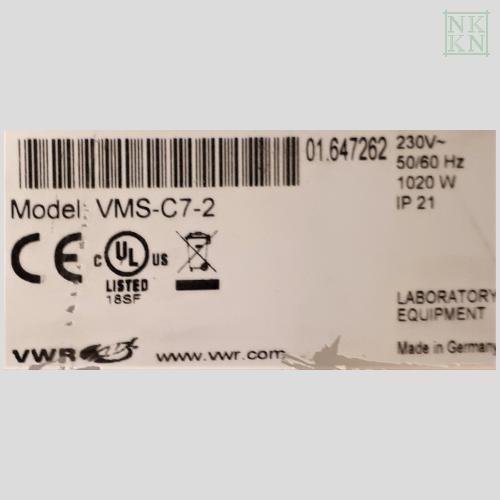 NK
KN
01.647262
230V~
50/60 Hz
1020 W
IP 21
Model: VMS-C7-2
CE
C UL US
LISTED
18SF
LABORATORY
EQUIPMENT
VWR
www.vwr.com
Made in Germany